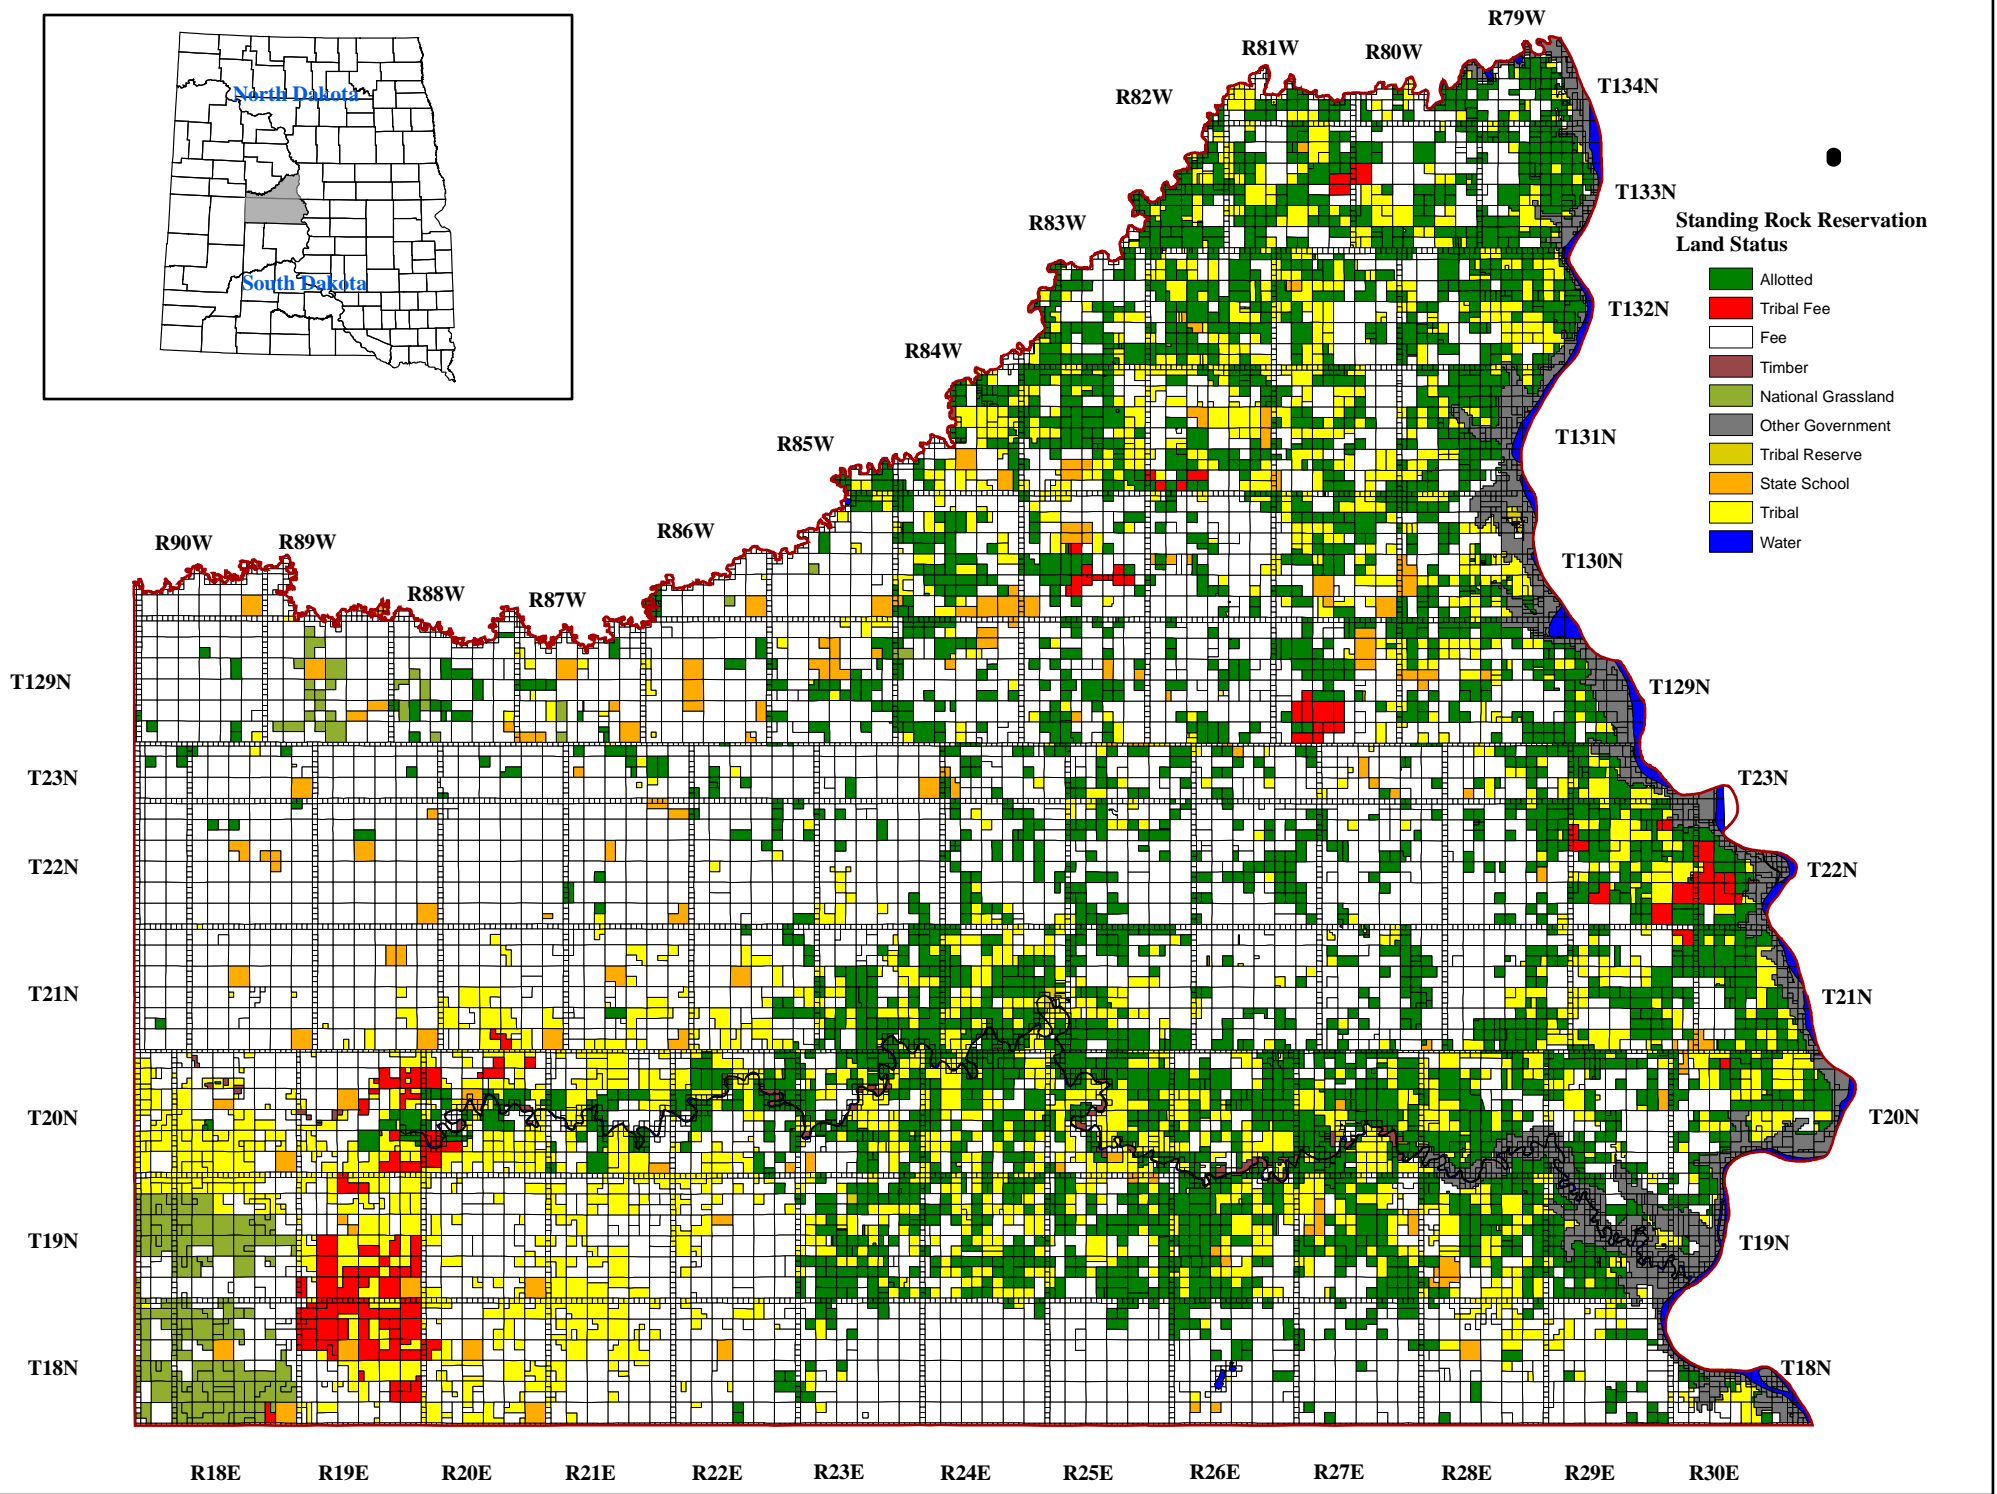 North Dakota
South Dakota
R79W
R81W
R80W
R82W
R83W
R84W
R85W
R86W
R90W
R89W
R88W
R87W
T134N
T133N
T132N
T131N
T130N
T129N
T23N
T22N
T21N
T20N
T19N
T18N
Standing Rock Reservation
Land Status
Allotted
Tribal Fee
Fee
Timber
National Grassland
Other Government
Tribal Reserve
State School
Tribal
Water
T129N
T23N
T22N
T21N
T20N
T19N
T18N
R18E
R19E
R20E
R21E
R22E
R23E
R24E
R25E
R26E
R27E
R28E
R29E
R30E